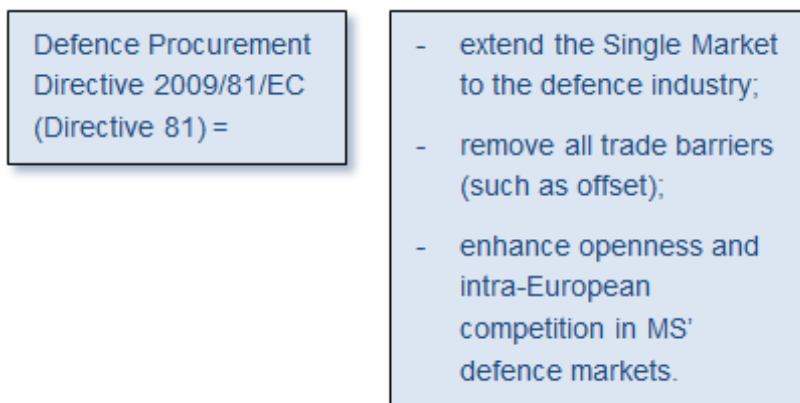 Defence Procurement
Directive 2009/81/EC
(Directive 81) =
- extend the Single Market
to the defence industry;
- remove all trade barriers
(such as offset);
- enhance openness and
intra-European
competition in MS’
defence markets.